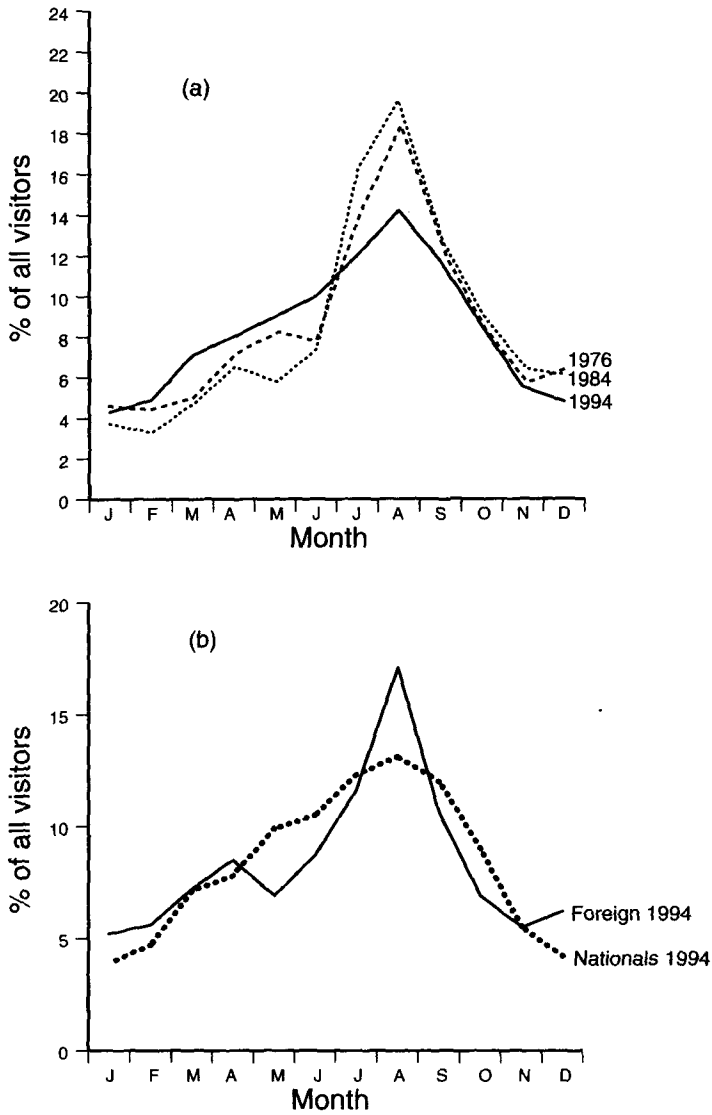 24
22
20
18
16
14
12
10
8
6
4
2
0
% of all visitors
(a)
1976
1984
1994
J F M A M J J A S O N D
Month
20
15
10
5
0
% of all visitors
(b)
Foreign 1994
Nationals 1994
J F M A M J J A S O N D
Month